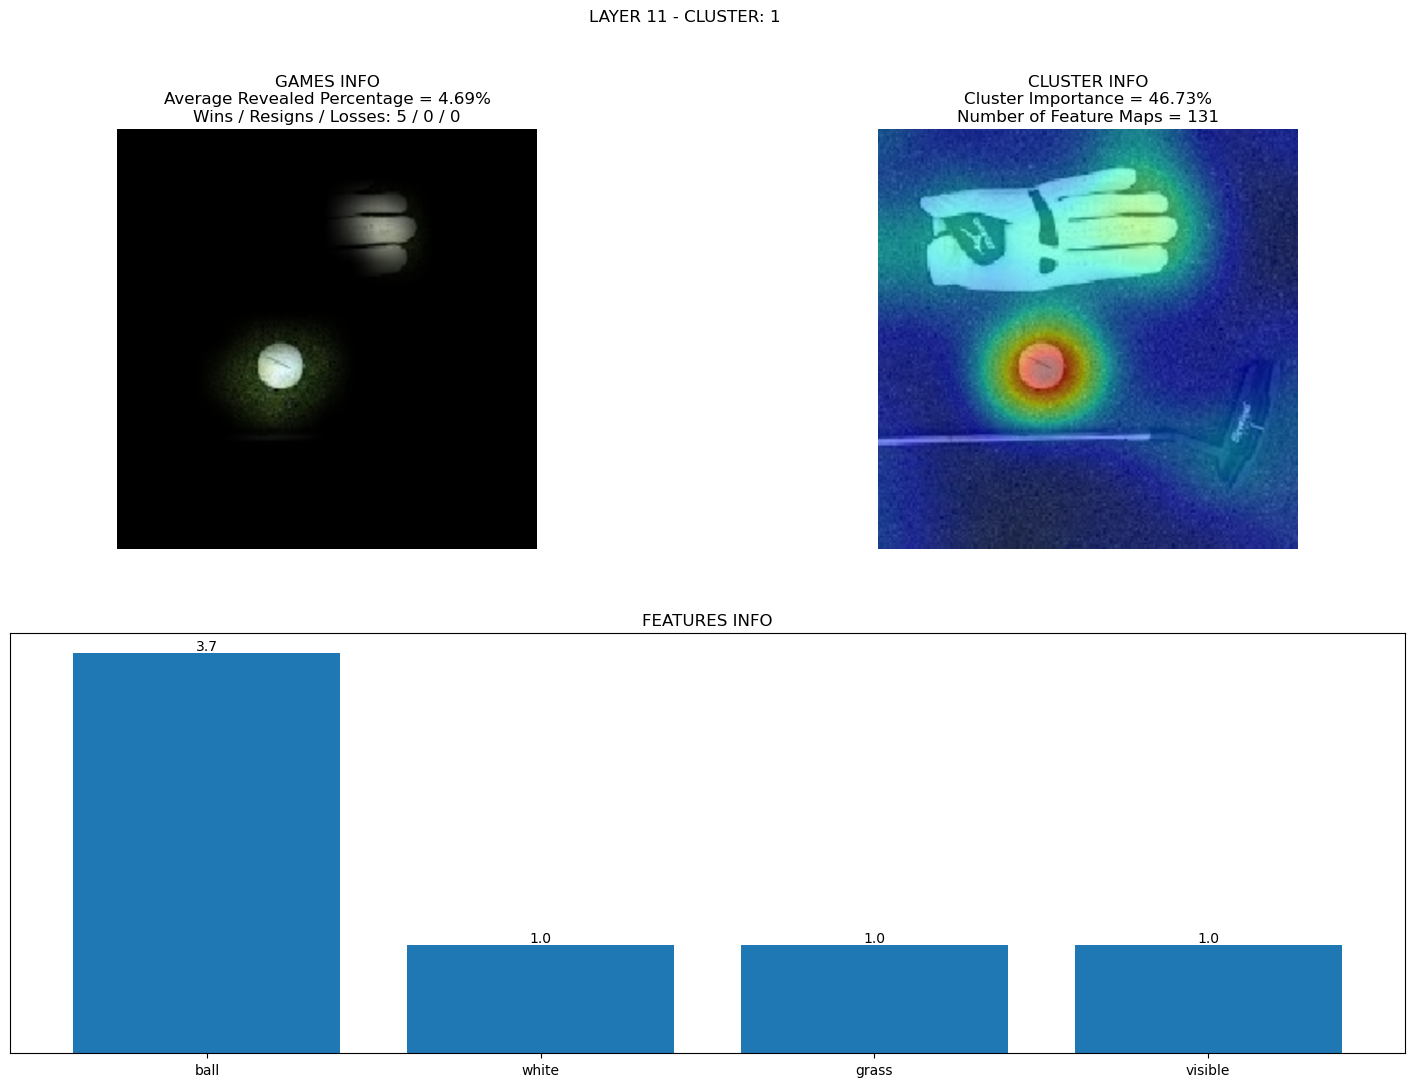 LAYER 11 - CLUSTER: 1
GAMES INFO
Average Revealed Percentage = 4.69%
Wins / Resigns / Losses: 5 / 0 / 0
CLUSTER INFO
Cluster Importance = 46.73%
Number of Feature Maps = 131
FEATURES INFO
3.7
1.0
1.0
1.0
ball
white
grass
visible